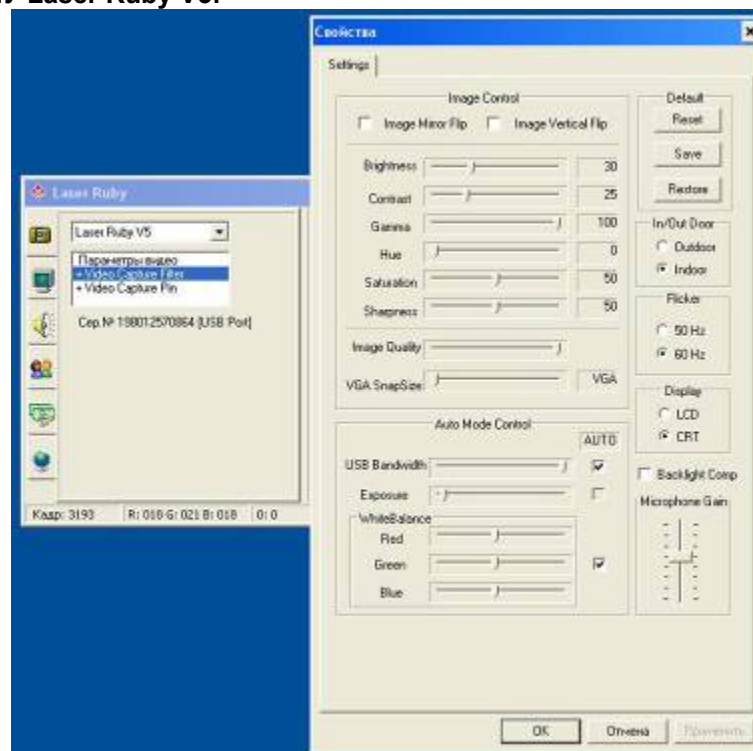 Laser Ruby V5.
Laser Ruby
Laser Ruby V5
Параметры видео
+ Video Capture Filter
+ Video Capture Pin
Сер.№ 198012570864 [USB Port]
Кадр: 3193 R: 018 G: 021 B: 018 0: 0
Свойства
Settings
Image Control
Image Mirror Flip Image Vertical Flip
Brightness 30
Contrast 25
Gamma 100
Hue 0
Saturation 50
Sharpness 50
Image Quality
VGA SnapSize VGA
Auto Mode Control
AUTO
USB Bandwidth
Exposure
WhiteBalance
Red
Green
Blue
Default
Reset
Save
Restore
In/Out Door
Outdoor
Indoor
Flicker
50 Hz
60 Hz
Display
LCD
CRT
Backlight Comp
Microphone Gain
OK Отмена Применить